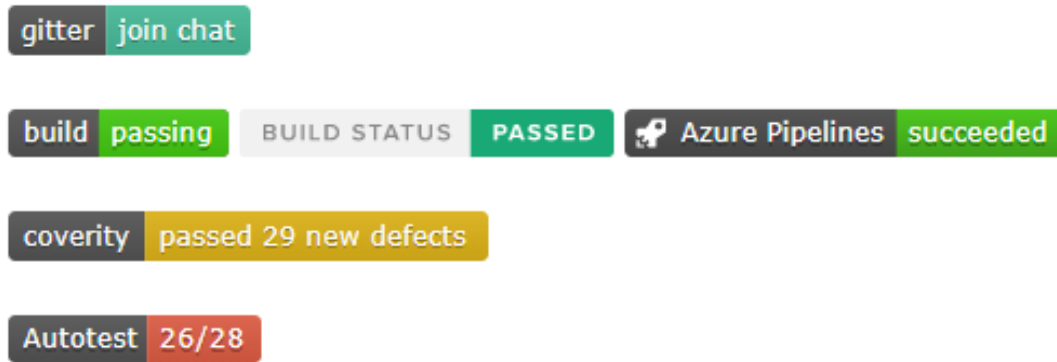 gitter join chat
build passing BUILD STATUS PASSED Azure Pipelines succeeded
coverity passed 29 new defects
Autotest 26/28